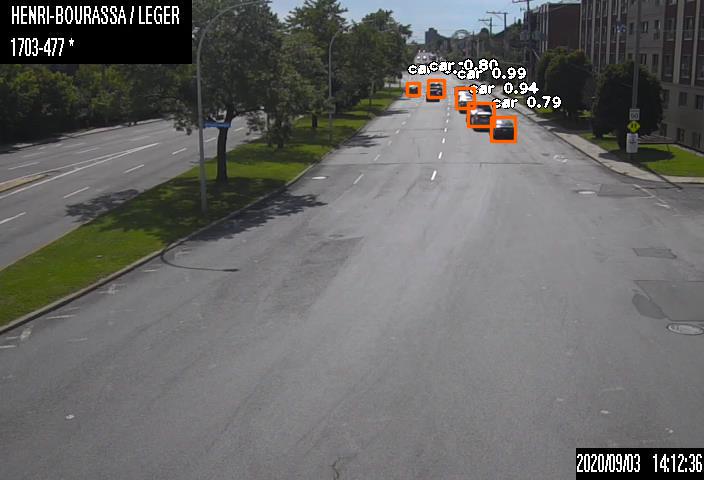 HENRI-BOURASSA / LEGER
1703-477 *
car 0.80
car 0.99
car 0.94
car 0.79
2020/09/03 14:12:36